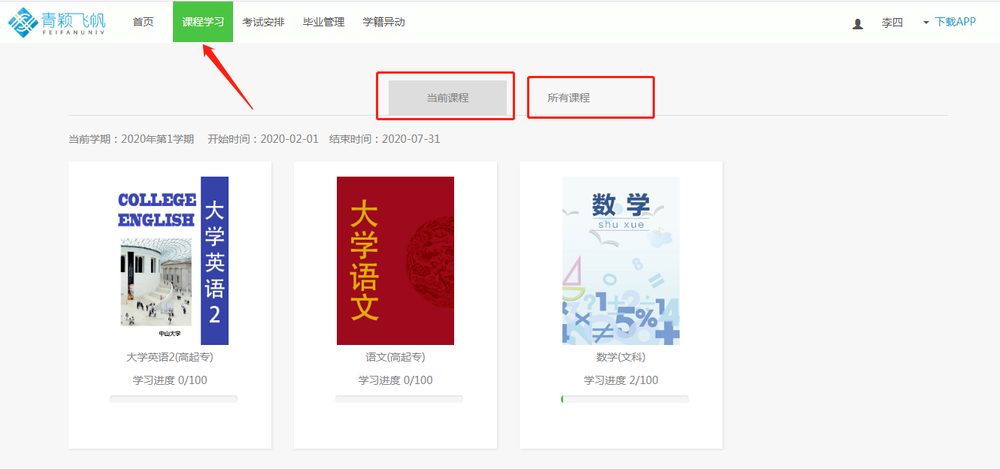 青颖飞帆
FEIFANUNIV
首页 课程学习 考试安排 毕业管理 学籍异动 李四 下载APP
当前课程 所有课程
当前学期：2020年第1学期 开始时间：2020-02-01 结束时间：2020-07-31
COLLEGE
ENGLISH
大学英语2
中山大学
大学语文
数学
shu xue
大学英语2(高起专) 语文(高起专) 数学(文科)
学习进度 0/100 学习进度 0/100 学习进度 2/100